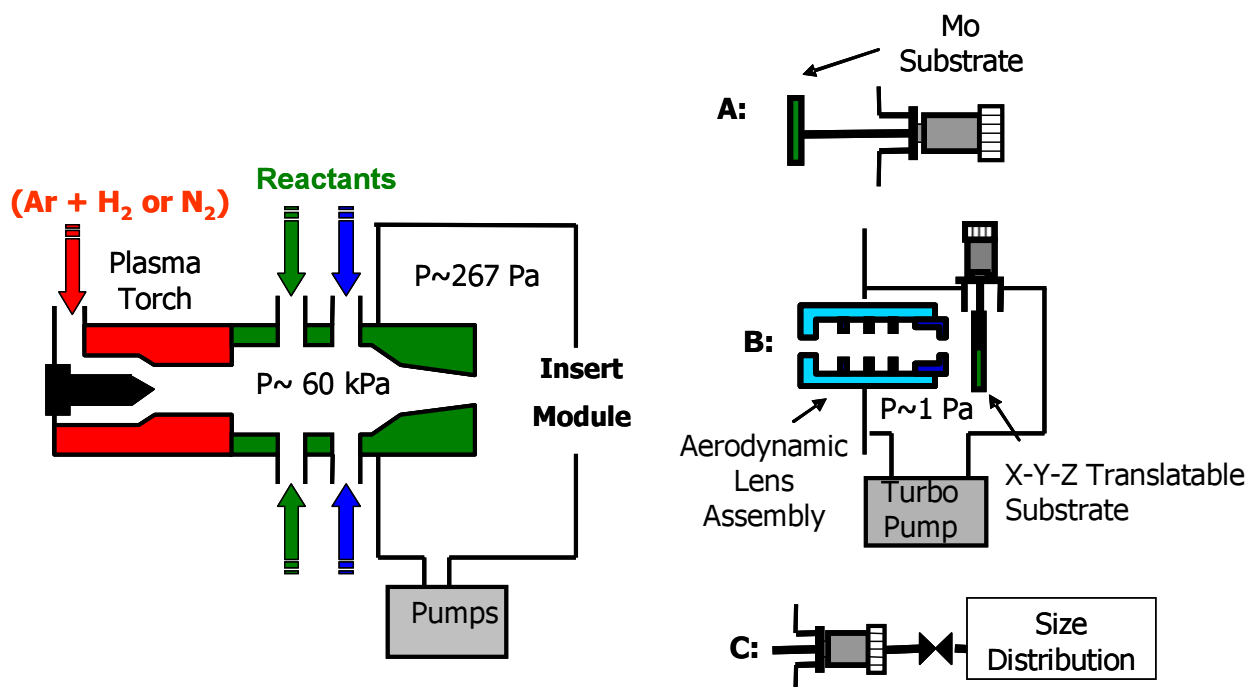 (Ar + H₂ or N₂)
Reactants
Plasma
Torch
P~267 Pa
P~ 60 kPa
Insert
Module
Pumps
Mo
Substrate
A:
B:
P~1 Pa
Aerodynamic
Lens
Assembly
Turbo
Pump
X-Y-Z Translatable
Substrate
C:
Size
Distribution